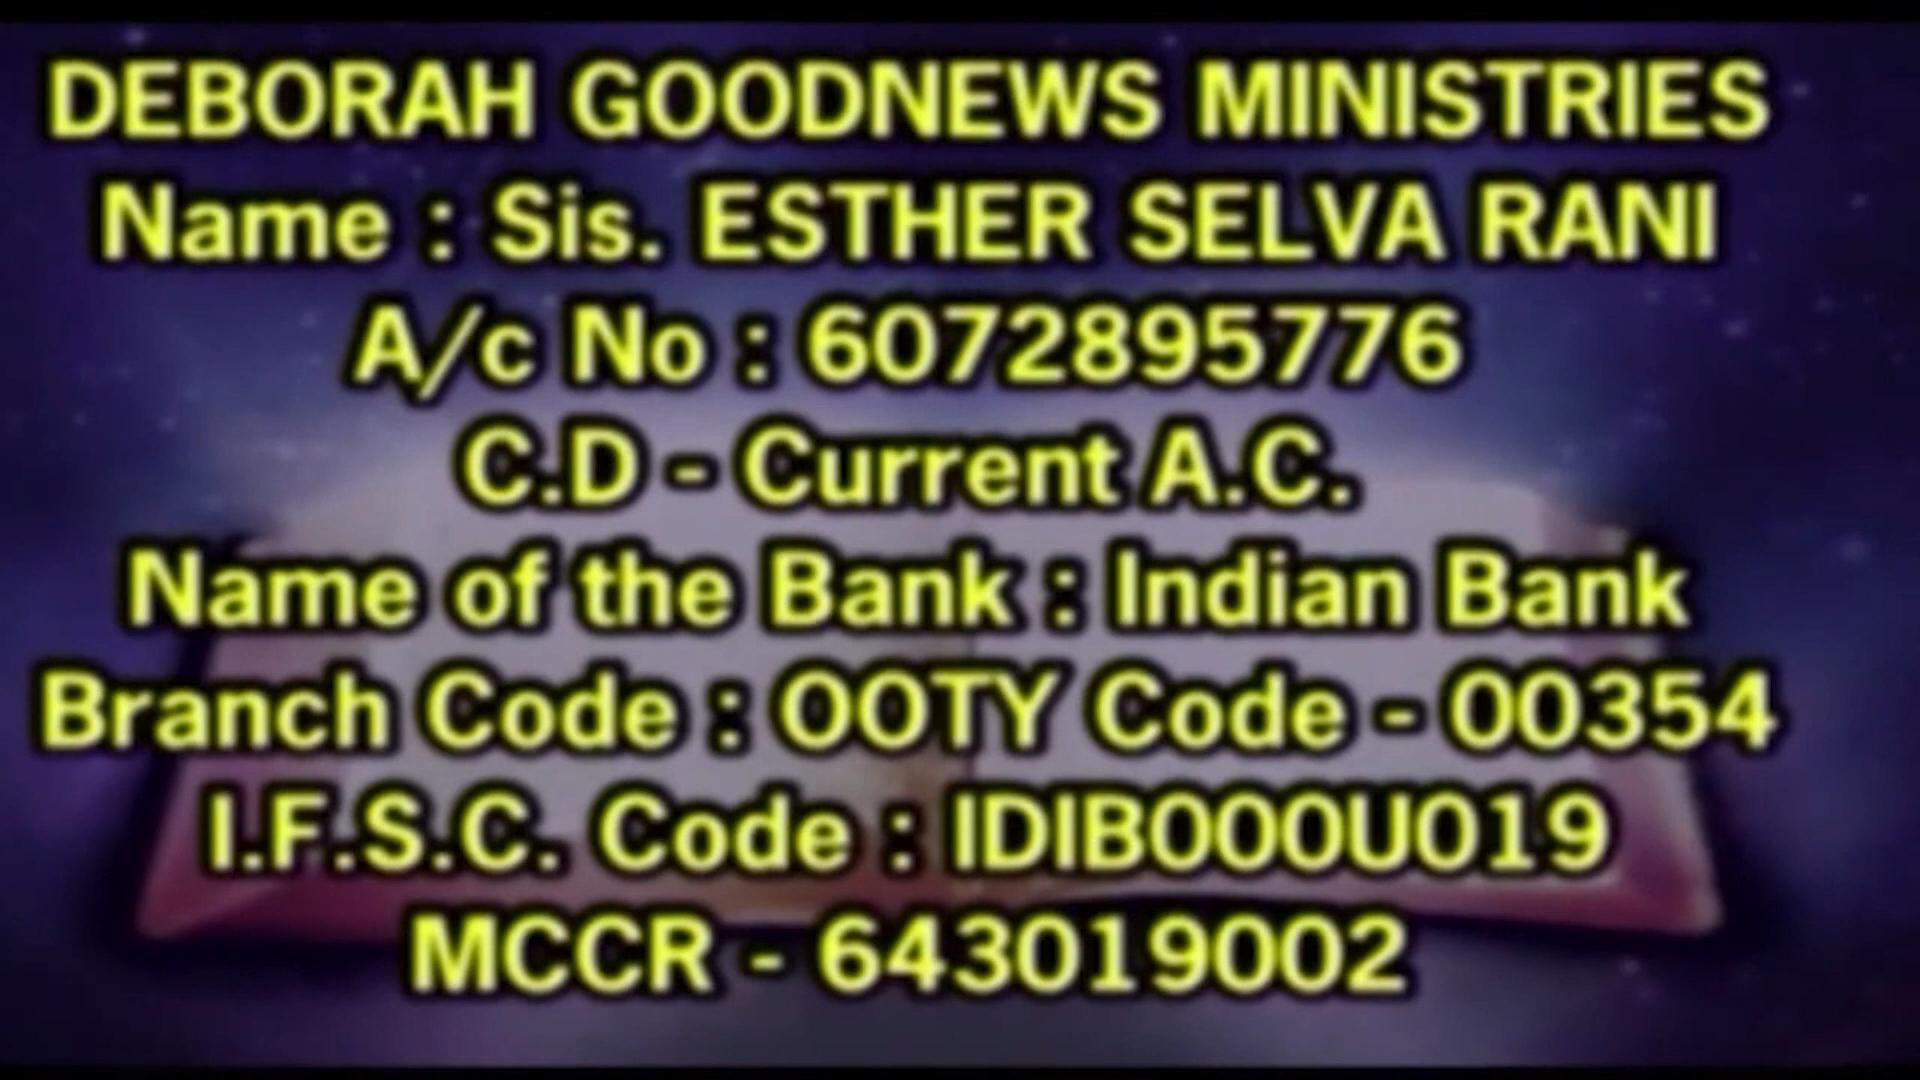 DEBORAH GOODNEWS MINISTRIES
Name : Sis. ESTHER SELVA RANI
A/c No : 6072895776
C.D - Current A.C.
Name of the Bank : Indian Bank
Branch Code : OOTY Code - 00354
I.F.S.C. Code : IDIB000U019
MCCR - 643019002